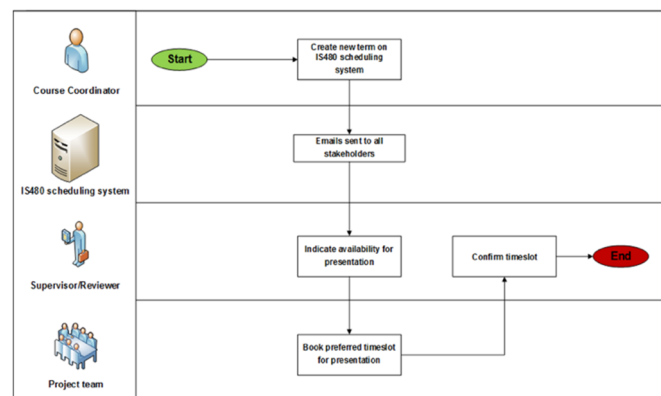 Course Coordinator
Start
Create new term on
IS480 scheduling
system
IS480 scheduling system
Emails sent to all
stakeholders
Supervisor/Reviewer
Indicate availability for
presentation
Confirm timeslot
End
Project team
Book preferred timeslot
for presentation